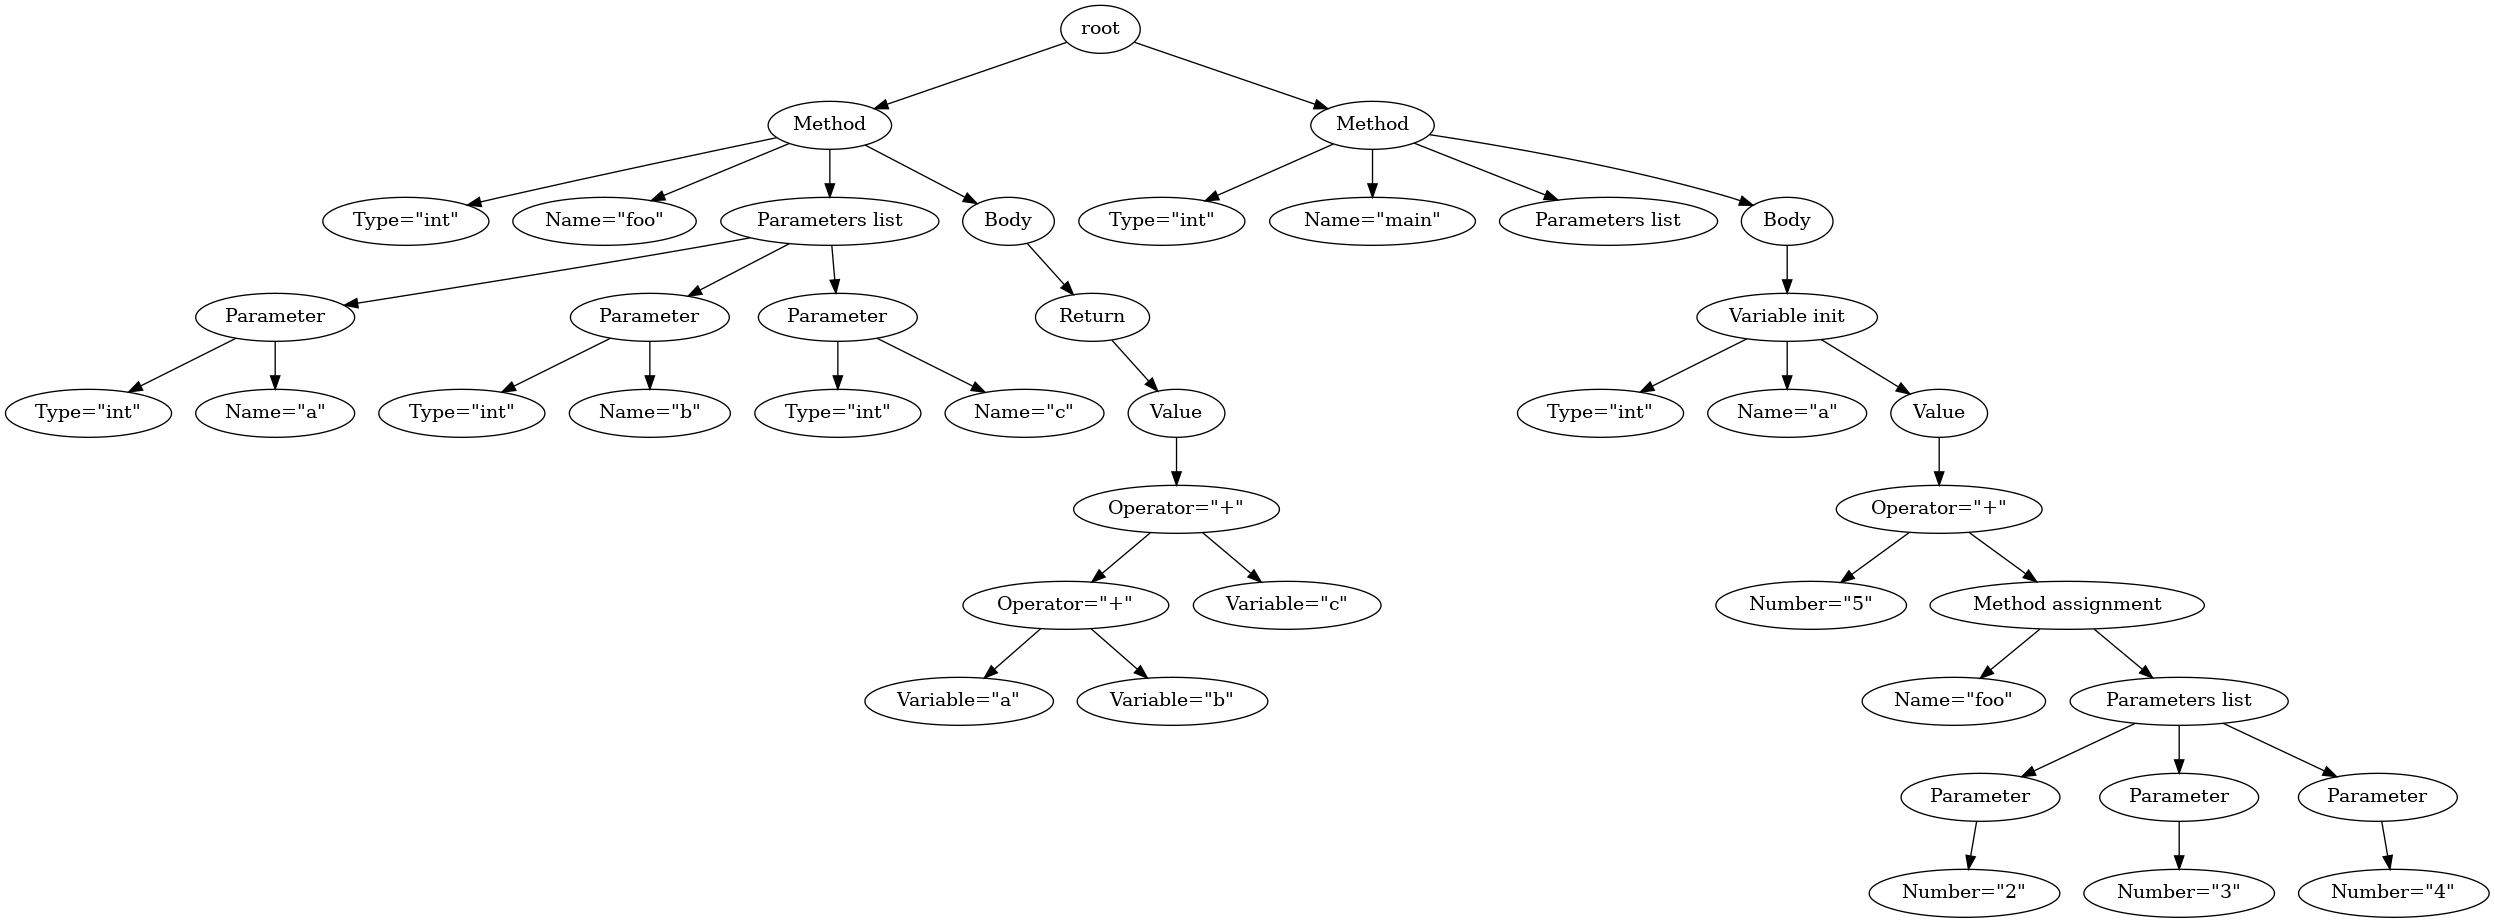 root
Method
Method
Type="int"
Name="foo"
Parameters list
Body
Type="int"
Name="main"
Parameters list
Body
Parameter
Parameter
Parameter
Return
Variable init
Type="int"
Name="a"
Type="int"
Name="b"
Type="int"
Name="c"
Value
Type="int"
Name="a"
Value
Operator="+"
Operator="+"
Operator="+"
Variable="c"
Number="5"
Method assignment
Variable="a"
Variable="b"
Name="foo"
Parameters list
Parameter
Parameter
Parameter
Number="2"
Number="3"
Number="4"